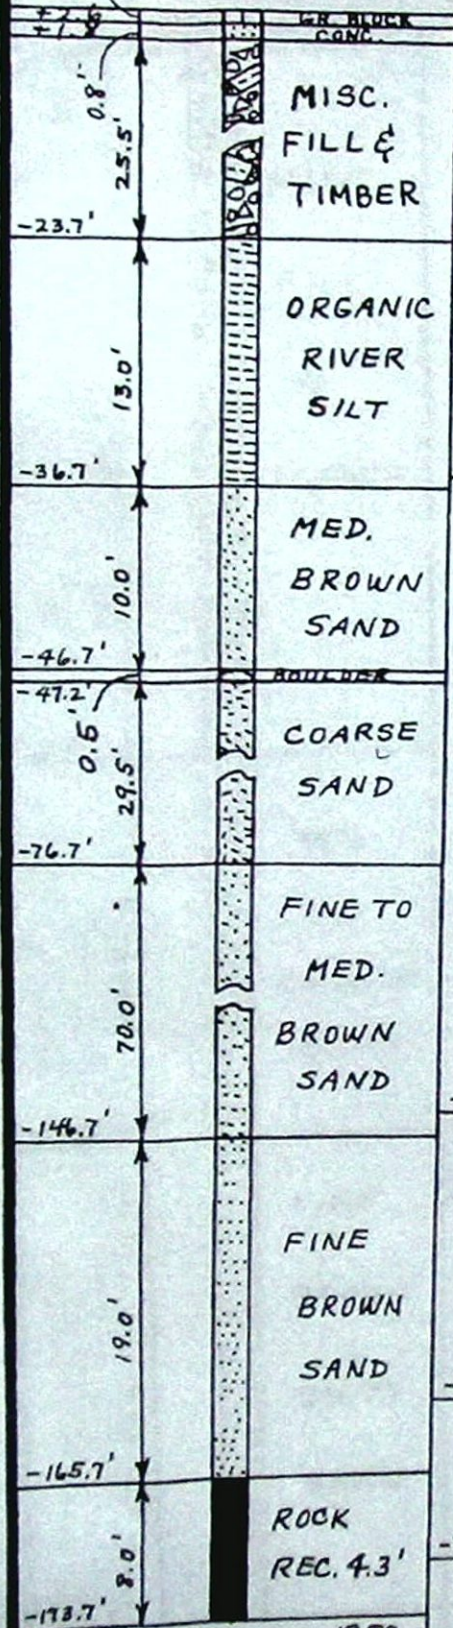 GR. BLOCK
CONC.
0.8'
25.5'
MISC.
FILL &
TIMBER
-23.7'
13.0'
ORGANIC
RIVER
SILT
-36.7'
10.0'
MED.
BROWN
SAND
-46.7'
BOULDER
-47.2'
0.5'
29.5'
COARSE
SAND
-76.7'
70.0'
FINE TO
MED.
BROWN
SAND
-146.7'
19.0'
FINE
BROWN
SAND
-165.7'
8.0'
ROCK
REC. 4.3'
-173.7'